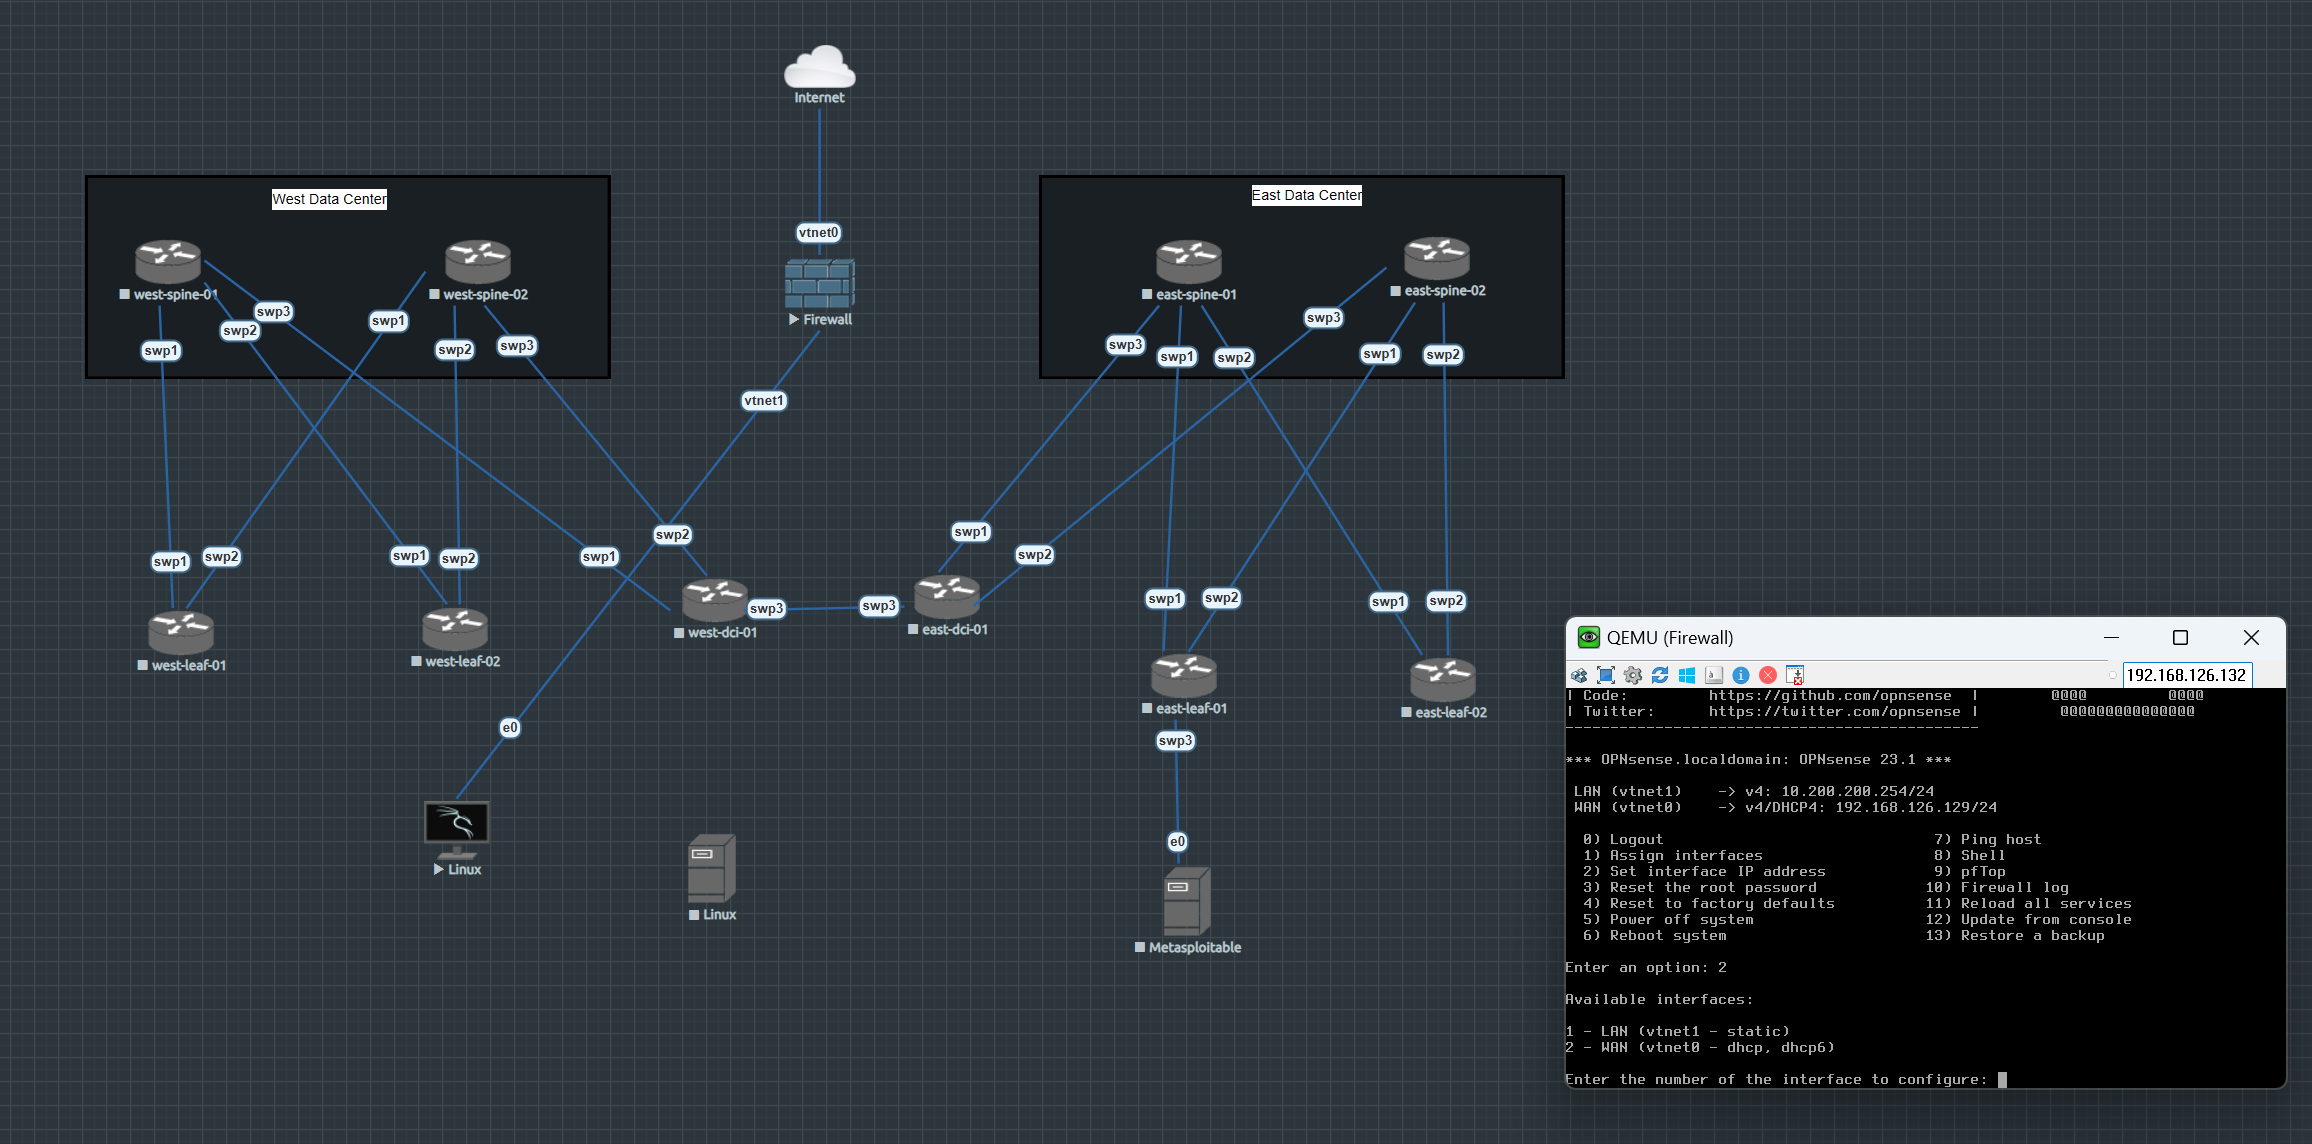 Internet
vtnet0
Firewall
vtnet1
West Data Center
west-spine-01
west-spine-02
swp3
swp2
swp1
swp1
swp2
swp3
East Data Center
east-spine-01
east-spine-02
swp3
swp3
swp1
swp2
swp1
swp2
swp1
swp2
swp1
swp2
swp1
swp2
west-leaf-01
west-leaf-02
west-dci-01
swp3
swp3
east-dci-01
swp1
swp2
swp1
swp2
swp1
swp2
east-leaf-01
east-leaf-02
swp3
e0
e0
Linux
Linux
Metasploitable
QEMU (Firewall)
192.168.126.132
| Code: https://github.com/opnsense | @@@@ @@@@
| Twitter: https://twitter.com/opnsense | @@@@@@@@@@@@@@@
----------------------------------------------
*** OPNsense.localdomain: OPNsense 23.1 ***
LAN (vtnet1) -> v4: 10.200.200.254/24
WAN (vtnet0) -> v4/DHCP4: 192.168.126.129/24
0) Logout 7) Ping host
1) Assign interfaces 8) Shell
2) Set interface IP address 9) pfTop
3) Reset the root password 10) Firewall log
4) Reset to factory defaults 11) Reload all services
5) Power off system 12) Update from console
6) Reboot system 13) Restore a backup
Enter an option: 2
Available interfaces:
1 - LAN (vtnet1 - static)
2 - WAN (vtnet0 - dhcp, dhcp6)
Enter the number of the interface to configure: